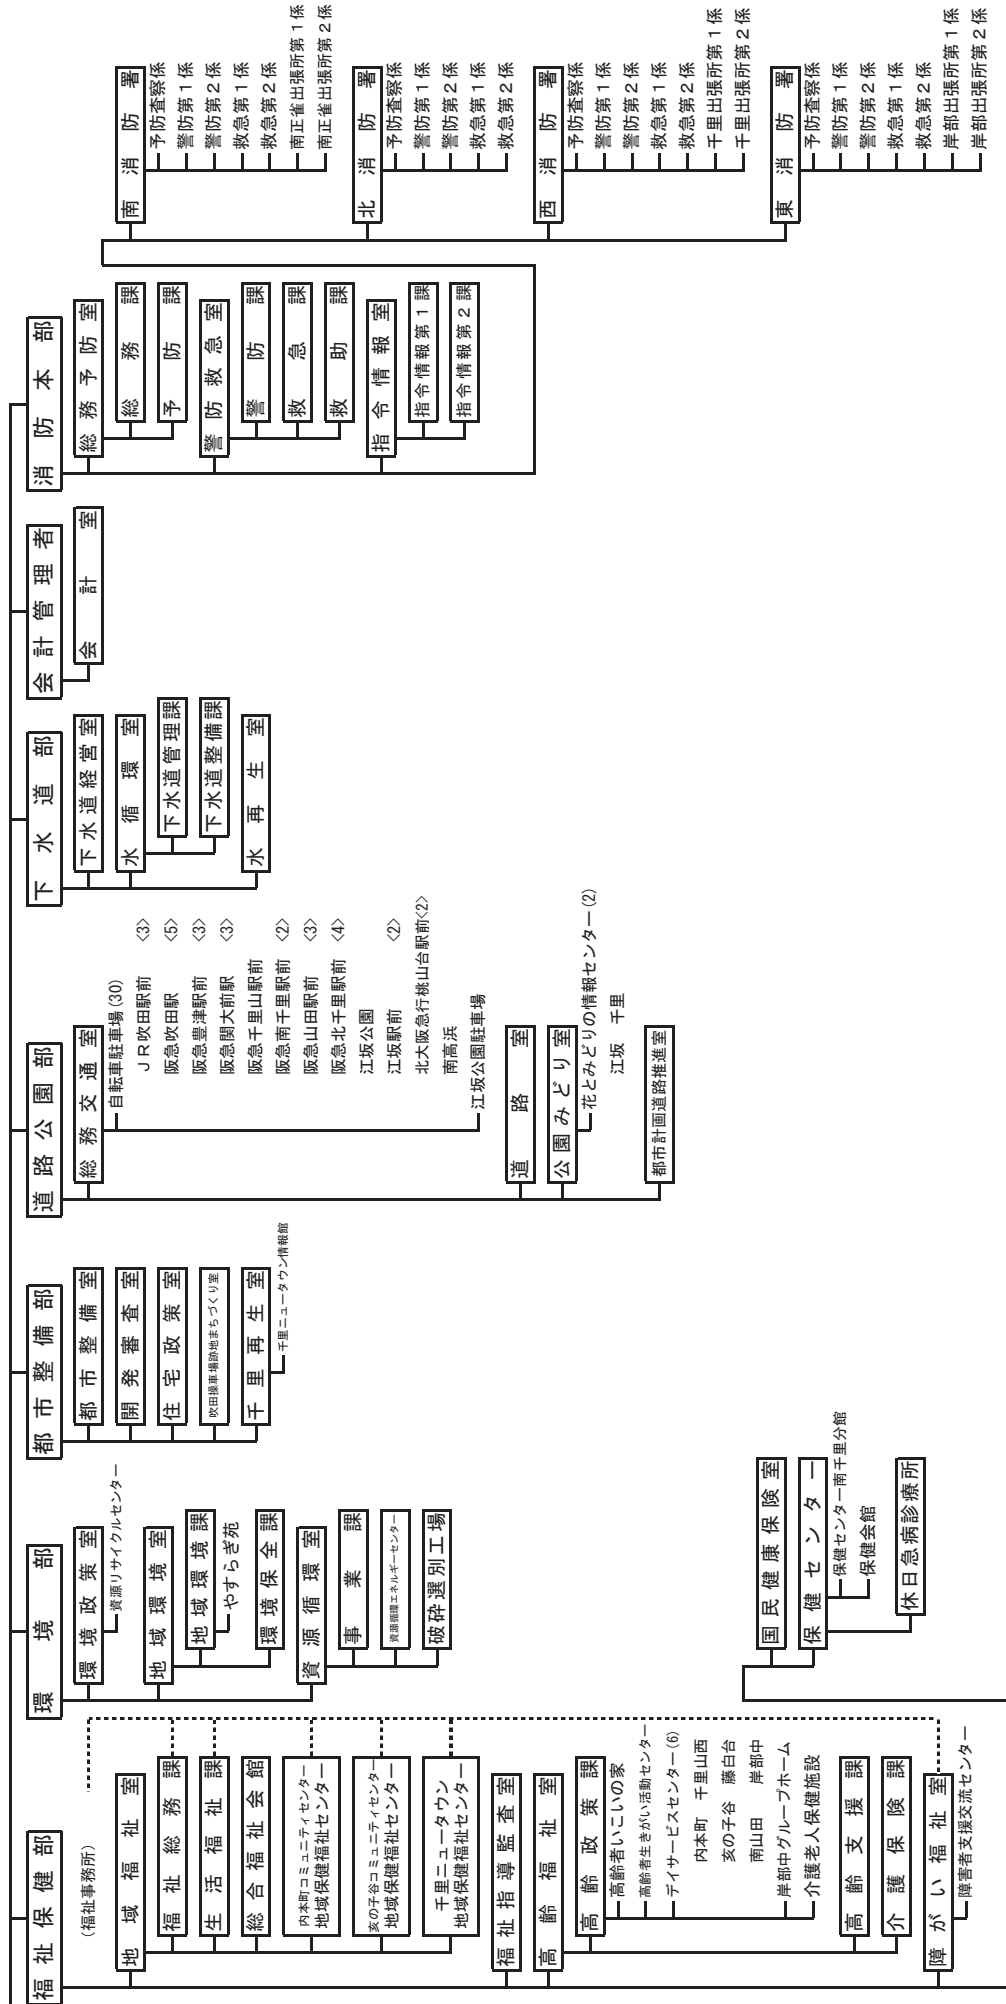 福祉保健部
(福祉事務所)
地域福祉室
福祉総務課
生活福祉課
総合福祉会館
内本町コミュニティセンター
地域保健福祉センター
亥の子谷コミュニティセンター
地域保健福祉センター
千里ニュータウン
地域保健福祉センター
福祉指導監査室
高齢福祉室
高齢政策課
高齢者いこいの家
高齢者生きがい活動センター
デイサービスセンター(6)
内本町 千里山西
亥の子谷 藤白台
南山田 岸部中
岸部中グループホーム
介護老人保健施設
高齢支援課
介護保険課
障がい福祉室
障害者支援交流センター
国民健康保険室
保健センター
保健センター南千里分館
保健会館
休日急病診療所
環境部
環境政策室
資源リサイクルセンター
地域環境室
地域環境課
やすらぎ苑
環境保全課
資源循環室
事業課
資源循環エネルギーセンター
破砕選別工場
都市整備部
都市整備室
開発審査室
住宅政策室
吹田操車場跡地まちづくり室
千里再生室
千里ニュータウン情報館
道路公園部
総務交通室
自転車駐車場(30)
JR吹田駅前 〈3〉
阪急吹田駅 〈5〉
阪急豊津駅前 〈3〉
阪急関大前駅 〈3〉
阪急千里山駅前
阪急南千里駅前 〈2〉
阪急山田駅前 〈3〉
阪急北千里駅前 〈4〉
江坂公園
江坂駅前 〈2〉
北大阪急行桃山台駅前〈2〉
南高浜
江坂公園駐車場
道路室
公園みどり室
花とみどりの情報センター(2)
江坂 千里
都市計画道路推進室
下水道部
下水道経営室
水循環室
下水道管理課
下水道整備課
水再生室
会計管理者
会計室
消防本部
総務予防室
総務課
予防課
警防救急室
警防課
救急課
救助課
指令情報室
指令情報第1課
指令情報第2課
南消防署
予防査察係
警防第1係
警防第2係
救急第1係
救急第2係
南正雀出張所第1係
南正雀出張所第2係
北消防署
予防査察係
警防第1係
警防第2係
救急第1係
救急第2係
西消防署
予防査察係
警防第1係
警防第2係
救急第1係
救急第2係
千里出張所第1係
千里出張所第2係
東消防署
予防査察係
警防第1係
警防第2係
救急第1係
救急第2係
岸部出張所第1係
岸部出張所第2係